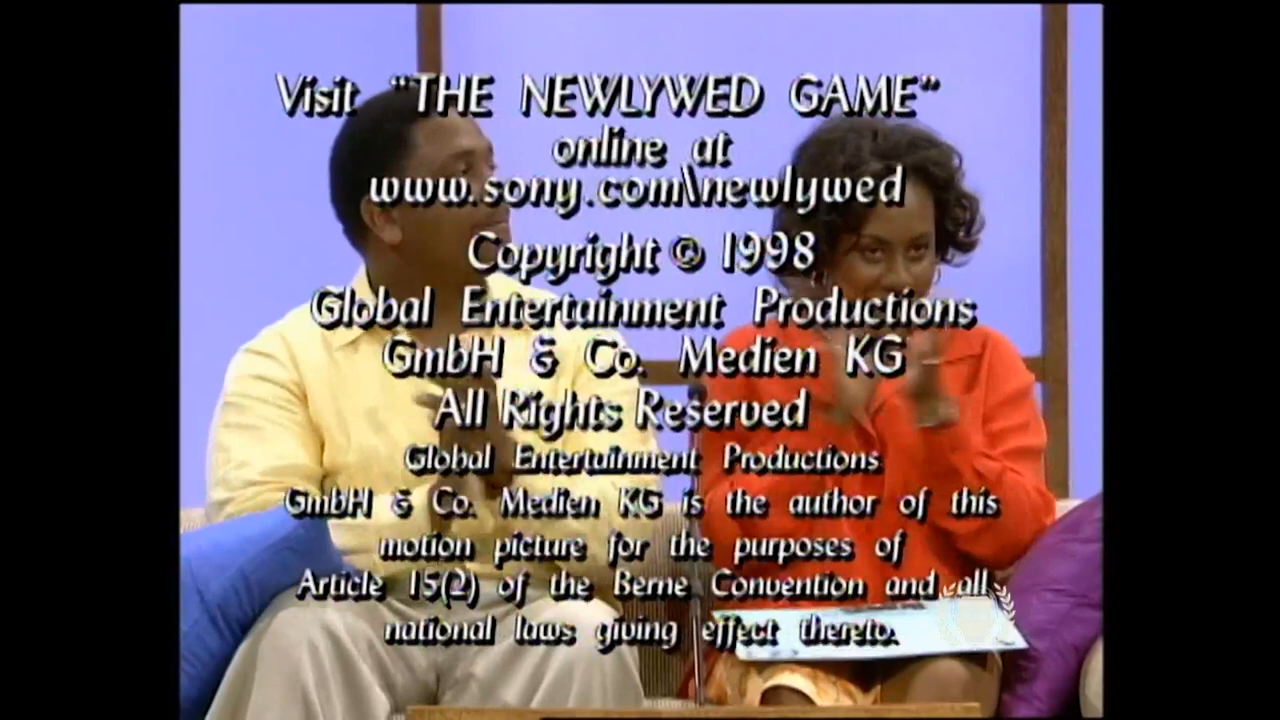 Visit "THE NEWLYWED GAME"
online at
www.sony.com\newlywed
Copyright © 1998
Global Entertainment Productions
GmbH & Co. Medien KG
All Rights Reserved
Global Entertainment Productions
GmbH & Co. Medien KG is the author of this
motion picture for the purposes of
Article 15(2) of the Berne Convention and all
national laws giving effect thereto.